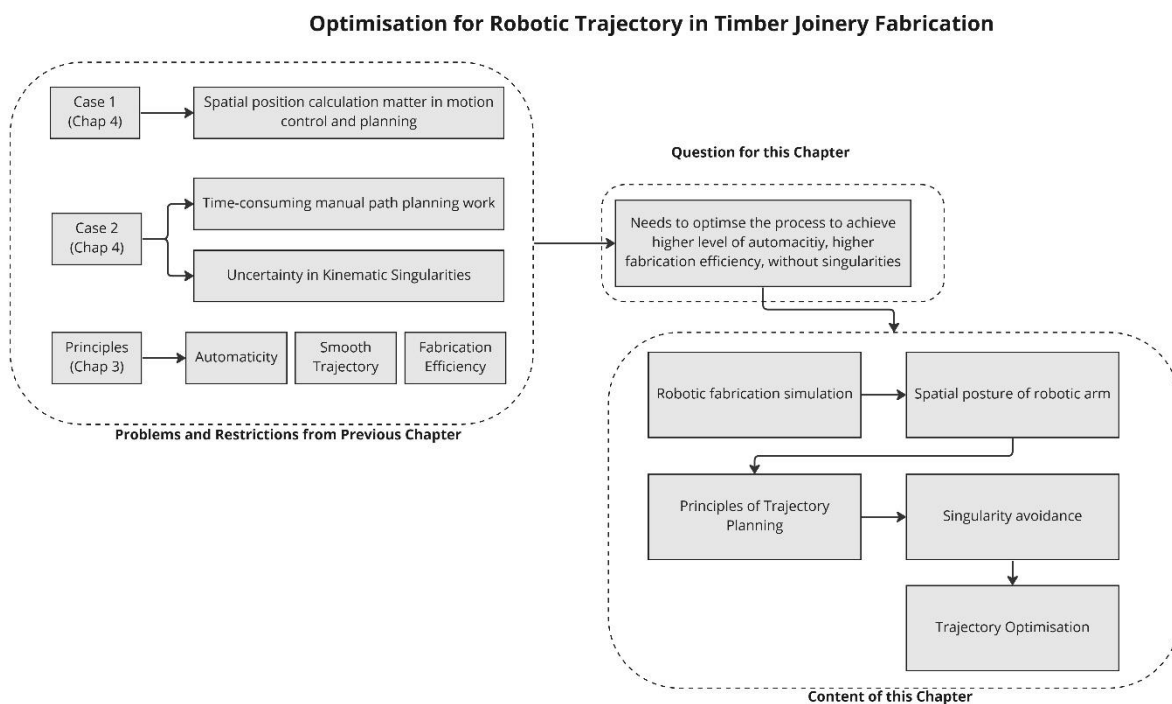 Optimisation for Robotic Trajectory in Timber Joinery Fabrication
Case 1
(Chap 4)
Spatial position calculation matter in motion
control and planning
Case 2
(Chap 4)
Time-consuming manual path planning work
Uncertainty in Kinematic Singularities
Principles
(Chap 3)
Automaticity
Smooth
Trajectory
Fabrication
Efficiency
Problems and Restrictions from Previous Chapter
Question for this Chapter
Needs to optimse the process to achieve
higher level of automacitiy, higher
fabrication efficiency, without singularities
Robotic fabrication simulation
Spatial posture of robotic arm
Principles of Trajectory
Planning
Singularity avoidance
Trajectory Optimisation
Content of this Chapter